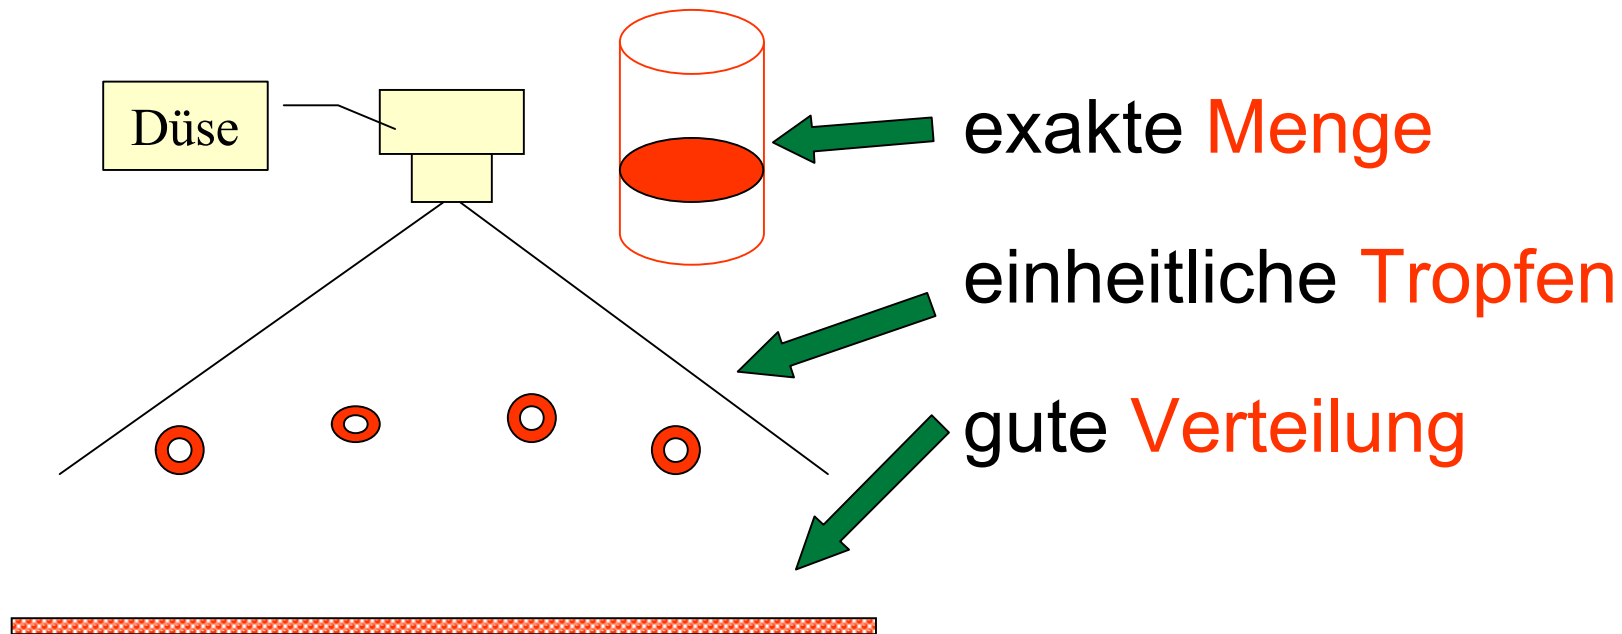 Düse
exakte Menge
einheitliche Tropfen
gute Verteilung